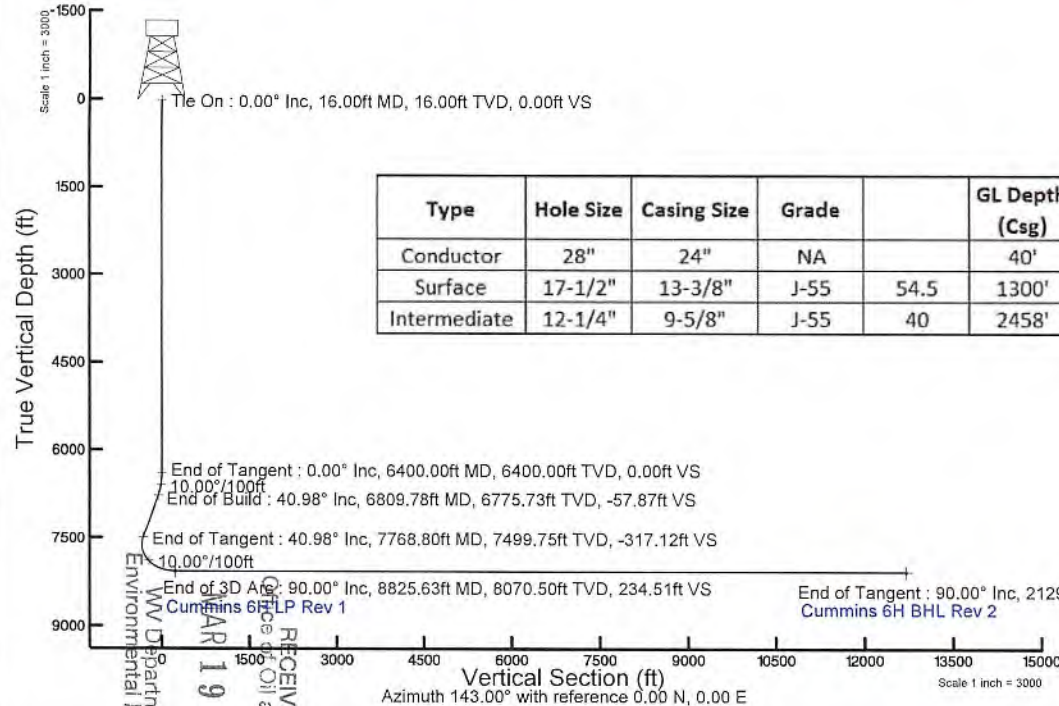 -1500
Scale 1 inch = 3000
0
Tie On : 0.00° Inc, 16.00ft MD, 16.00ft TVD, 0.00ft VS
1500
Type Hole Size Casing Size Grade GL Depth (Csg)
Conductor 28" 24" NA 40'
Surface 17-1/2" 13-3/8" J-55 54.5 1300'
Intermediate 12-1/4" 9-5/8" J-55 40 2458'
True Vertical Depth (ft)
3000
4500
6000
End of Tangent : 0.00° Inc, 6400.00ft MD, 6400.00ft TVD, 0.00ft VS
10.00°/100ft
End of Build : 40.98° Inc, 6809.78ft MD, 6775.73ft TVD, -57.87ft VS
7500
End of Tangent : 40.98° Inc, 7768.80ft MD, 7499.75ft TVD, -317.12ft VS
10.00°/100ft
End of 3D Arc : 90.00° Inc, 8825.63ft MD, 8070.50ft TVD, 234.51ft VS
Cummins 6H LP Rev 1
End of Tangent : 90.00° Inc, 2129
Cummins 6H BHL Rev 2
9000
0 1500 3000 4500 6000 7500 9000 10500 12000 13500 15000
Vertical Section (ft)
Azimuth 143.00° with reference 0.00 N, 0.00 E
Scale 1 inch = 3000
RECEIV
Office of Oil a
MAR 19
WV Departm
Environmental